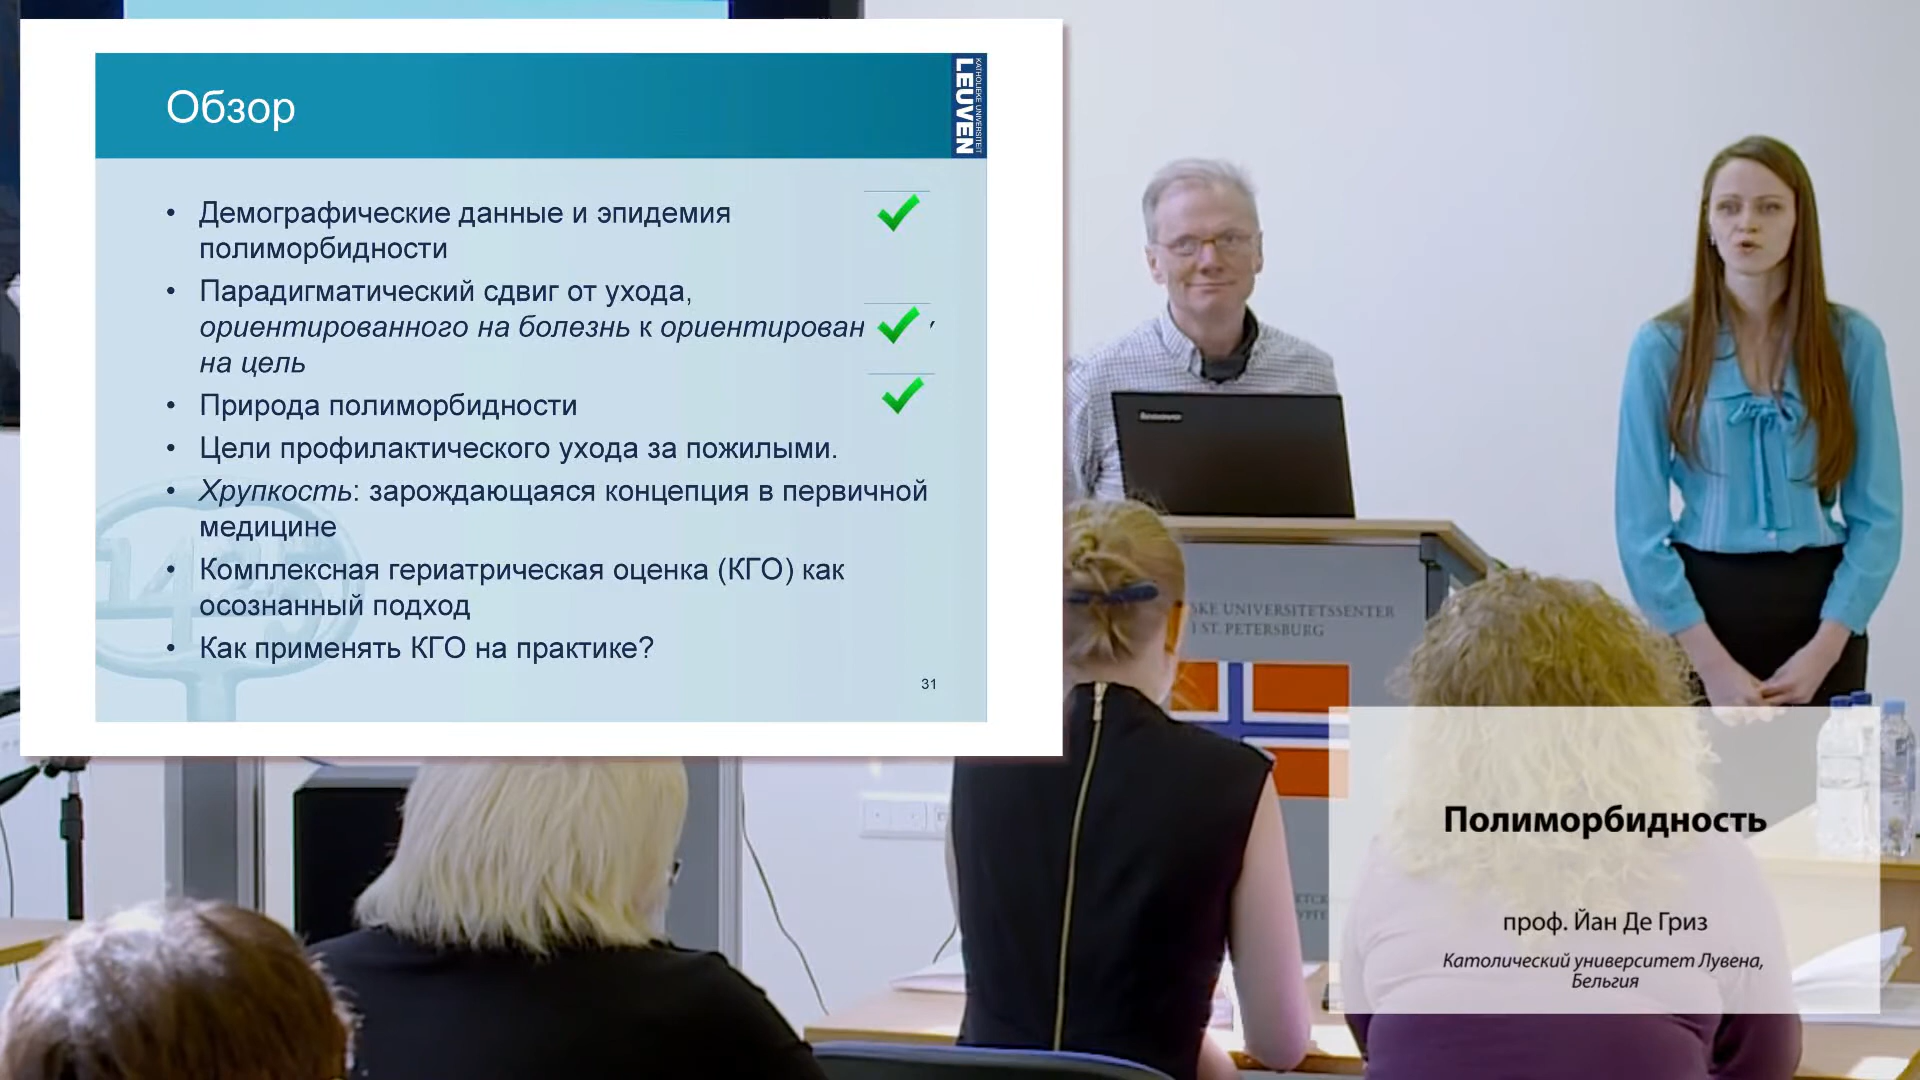 Обзор
KATHOLIEKE UNIVERSITEIT
LEUVEN
• Демографические данные и эпидемия
полиморбидности
• Парадигматический сдвиг от ухода,
ориентированного на болезнь к ориентирован
на цель
• Природа полиморбидности
• Цели профилактического ухода за пожилыми.
• Хрупкость: зарождающаяся концепция в первичной
медицине
• Комплексная гериатрическая оценка (КГО) как
осознанный подход
• Как применять КГО на практике?
31
lenovo
SKE UNIVERSITETSSENTER
I ST. PETERSBURG
Полиморбидность
проф. Йан Де Гриз
Католический университет Лувена,
Бельгия